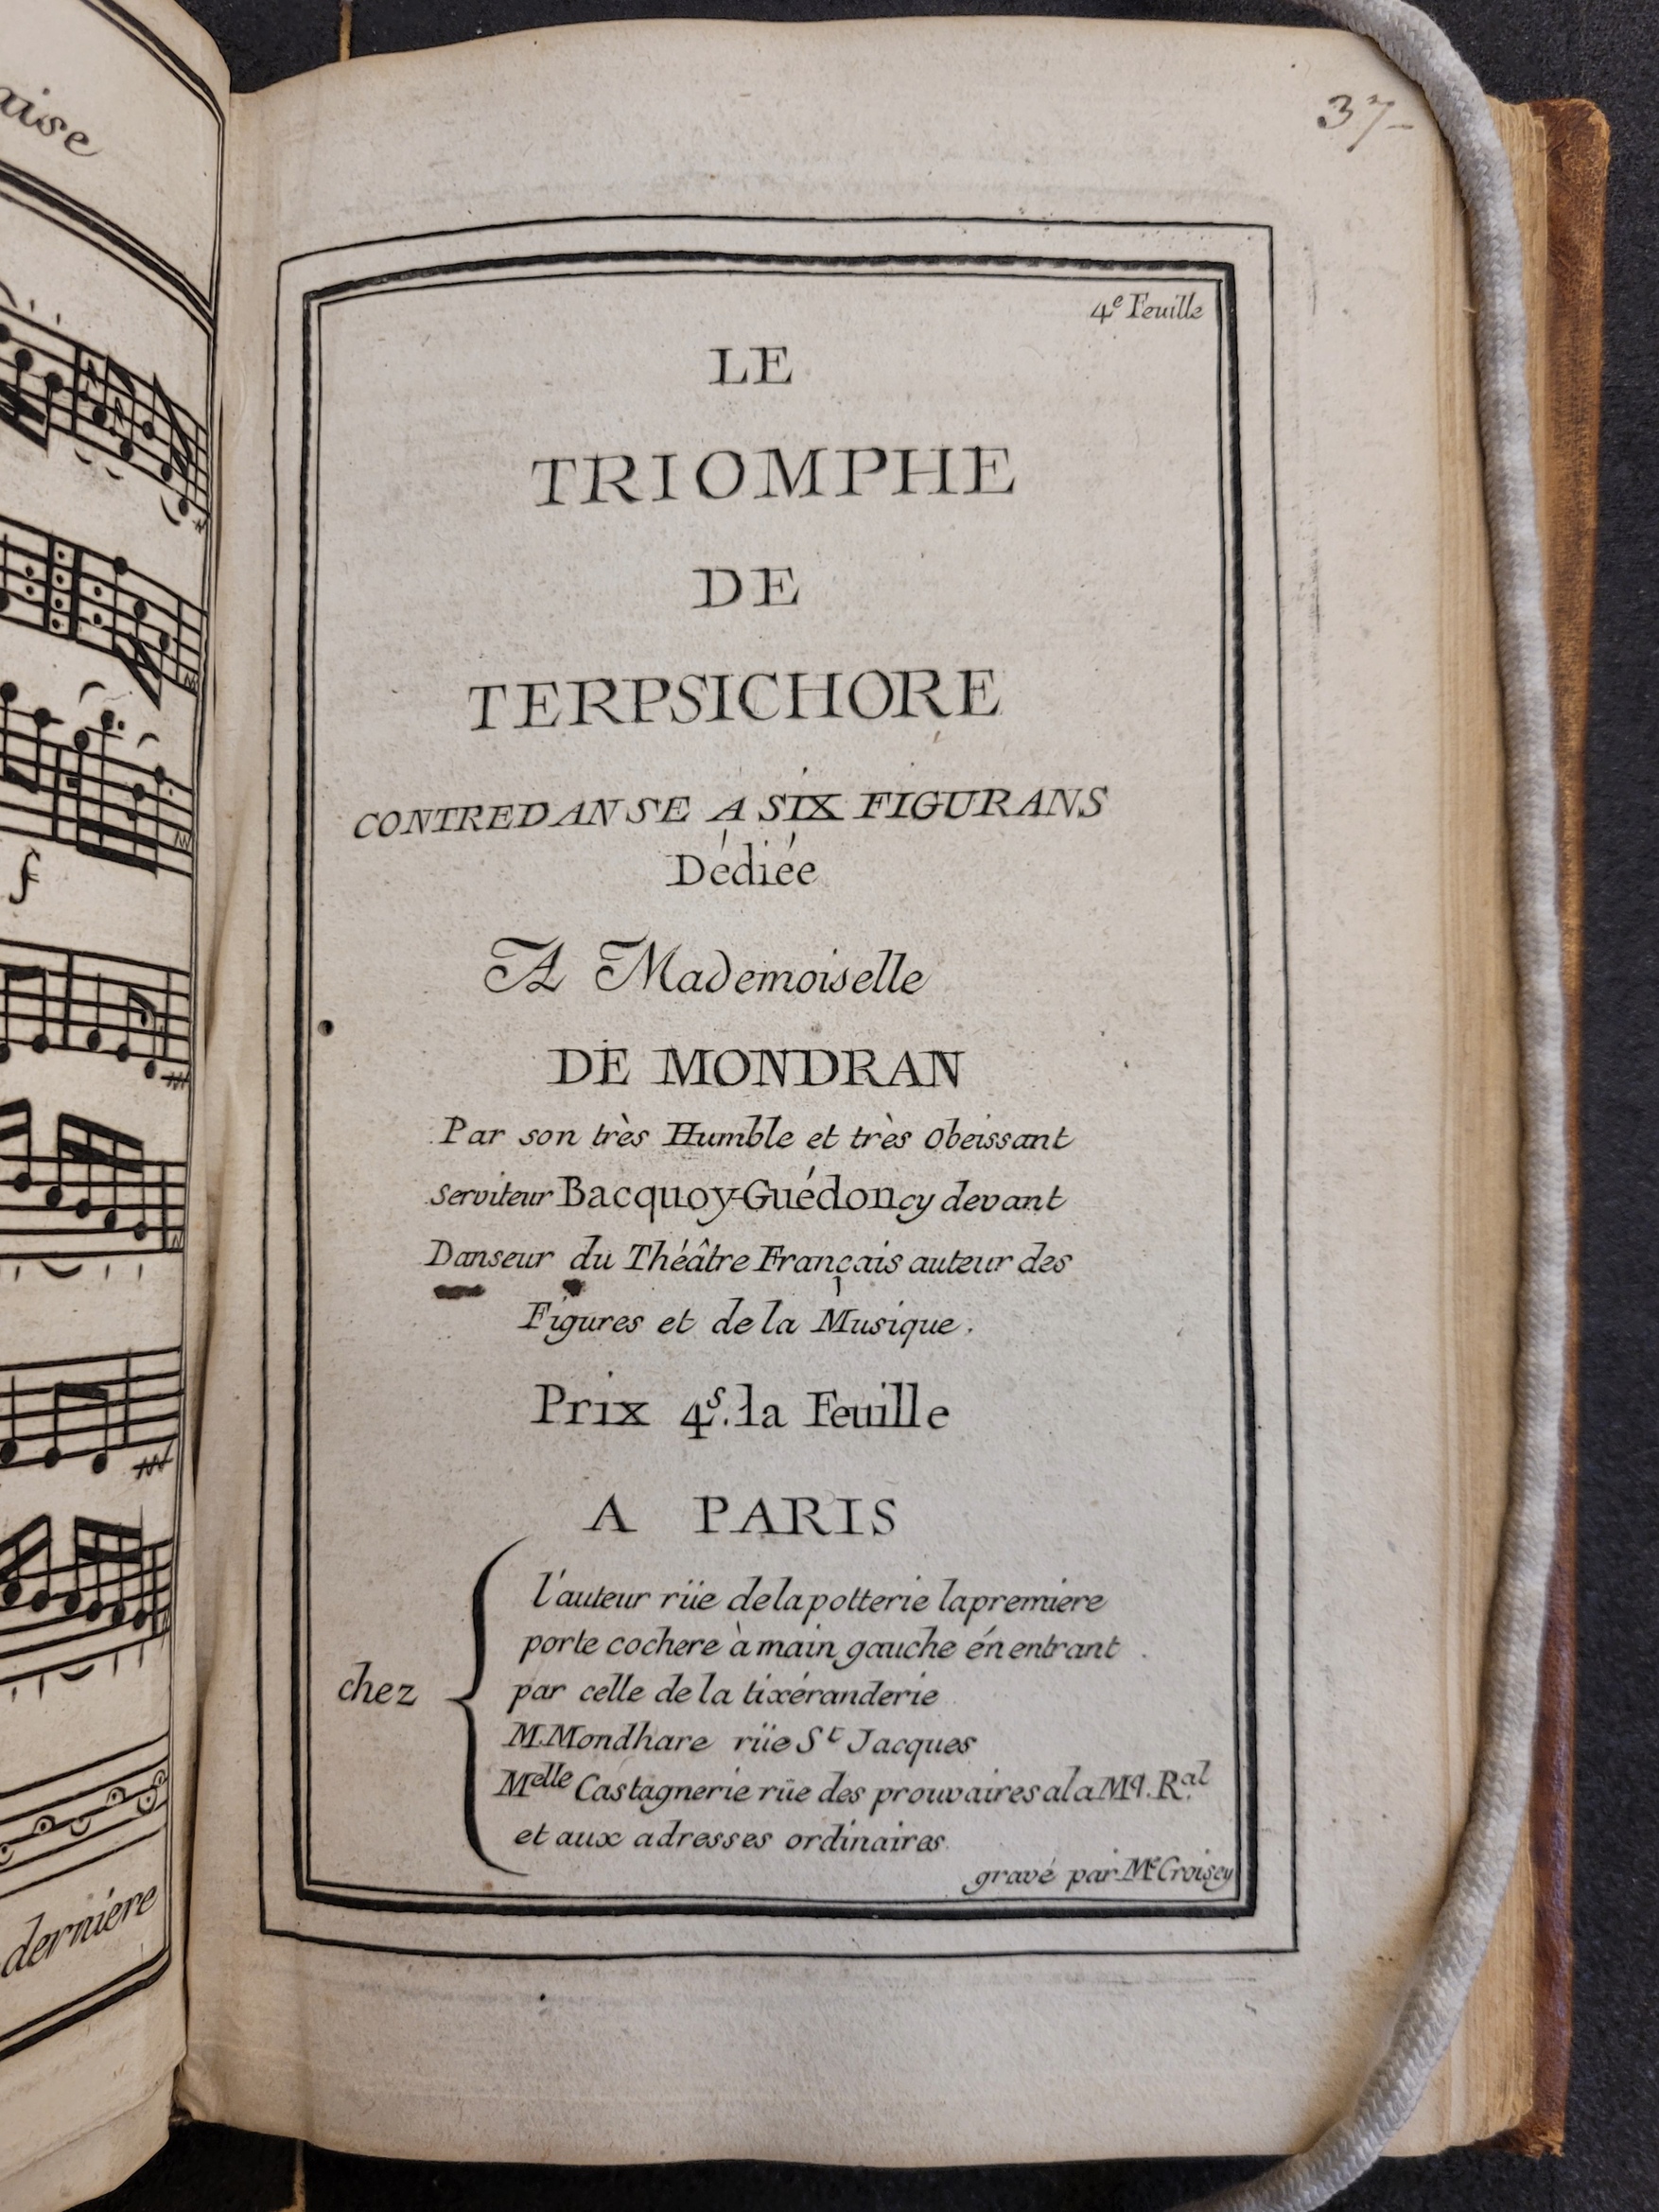 aise
f
derniére
37
4e Feuille
LE
TRIOMPHE
DE
TERPSICHORE
CONTREDANSE A SIX FIGURANS
Dédiée
A Mademoiselle
DE MONDRAN
Par son très Humble et très Obeissant
Serviteur Bacquoy-Guédon cy devant
Danseur du Théâtre Français auteur des
Figures et de la Musique.
Prix 4s. la Feuille
A PARIS
chez
l'auteur rüe de la potterie la premiere
porte cochere à main gauche én entrant
par celle de la tixéranderie
M. Mondhare rüe St Jacques
Melle Castagnerie rüe des prouvaires a la Mq. Ral.
et aux adresses ordinaires.
gravé par Me Croisey